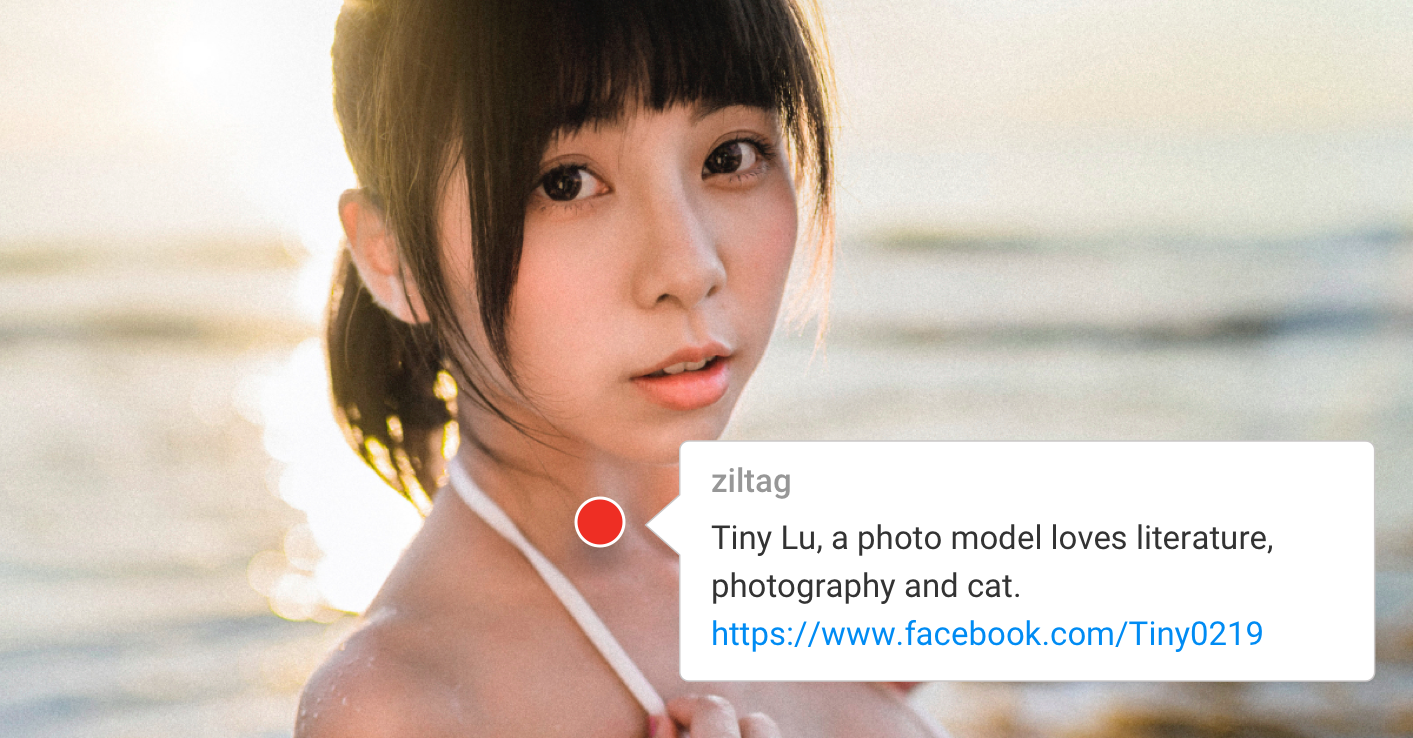 ziltag
Tiny Lu, a photo model loves literature,
photography and cat.
https://www.facebook.com/Tiny0219